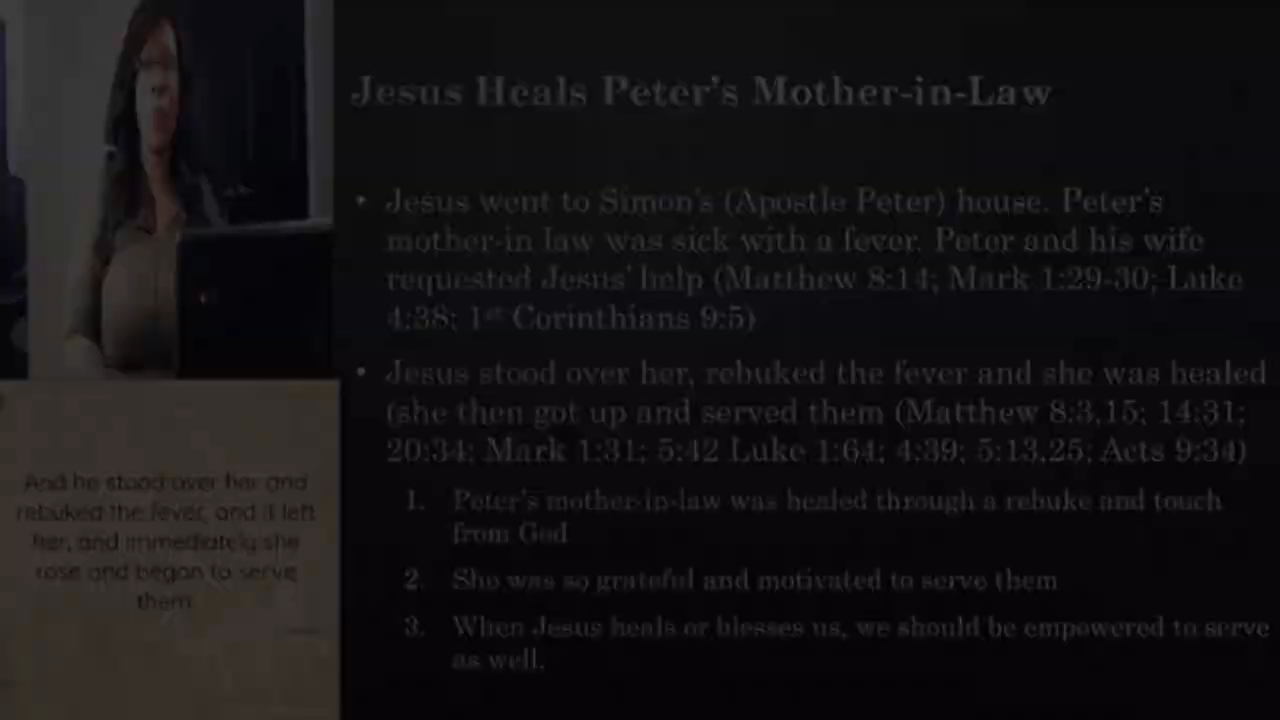 Jesus Heals Peter's Mother-in-Law
• Jesus went to Simon's (Apostle Peter) house. Peter's
mother-in law was sick with a fever. Peter and his wife
requested Jesus' help (Matthew 8:14; Mark 1:29-30; Luke
4:38; 1st Corinthians 9:5)
• Jesus stood over her, rebuked the fever and she was healed
(she then got up and served them (Matthew 8:3,15; 14:31;
20:34; Mark 1:31; 5:42 Luke 1:64; 4:39; 5:13,25; Acts 9:34)
1. Peter's mother-in-law was healed through a rebuke and touch
from God
2. She was so grateful and motivated to serve them
3. When Jesus heals or blesses us, we should be empowered to serve
as well.
And he stood over her and
rebuked the fever, and it left
her, and immediately she
rose and began to serve
them